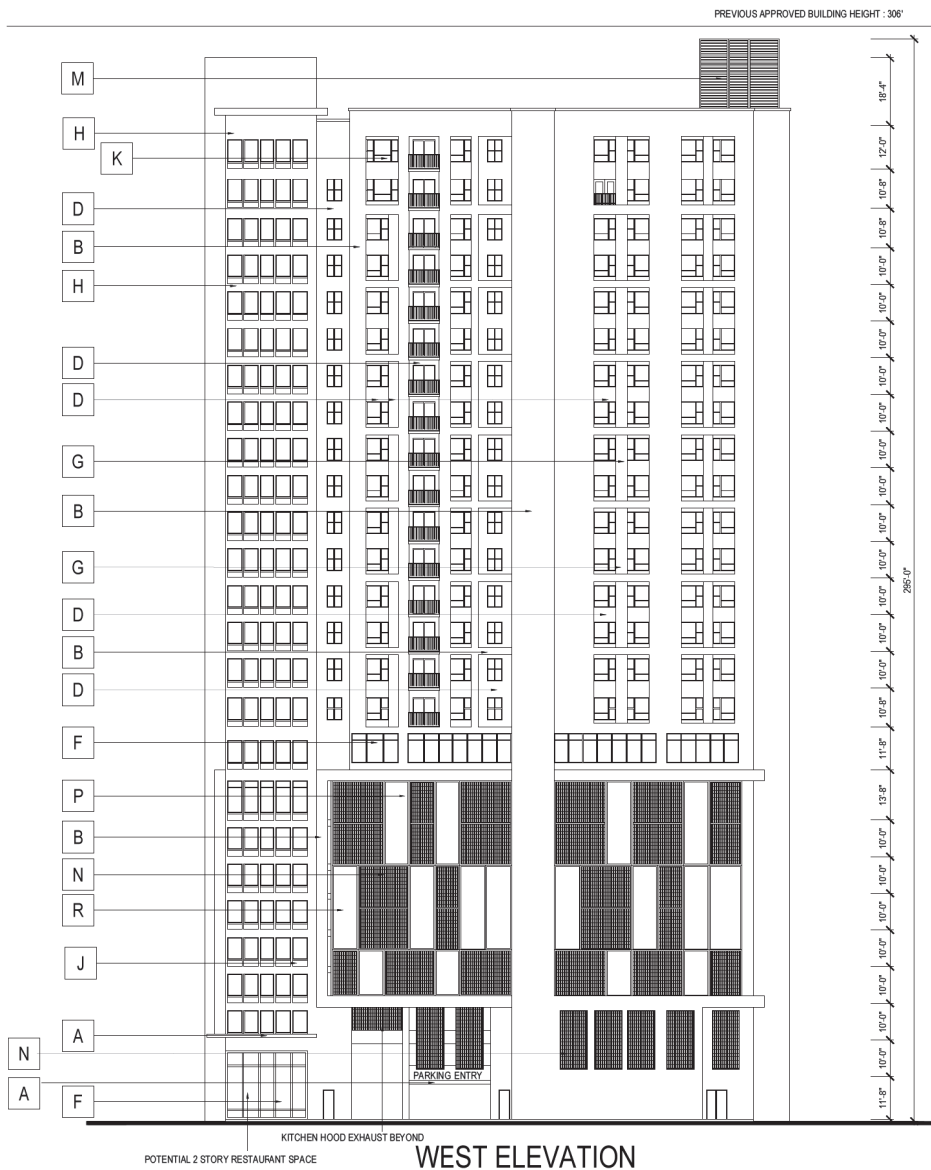 PREVIOUS APPROVED BUILDING HEIGHT : 306'
M
H
K
D
B
H
D
D
G
B
G
D
B
D
F
P
B
N
R
J
A
N
A
F
18'-4"
12'-0"
10'-8"
10'-8"
10'-0"
10'-0"
10'-0"
10'-0"
10'-0"
10'-0"
10'-0"
10'-0"
10'-0"
10'-0"
10'-0"
10'-0"
10'-8"
11'-8"
13'-8"
10'-0"
10'-0"
10'-0"
10'-0"
10'-0"
10'-0"
10'-0"
11'-8"
295'-0"
PARKING ENTRY
KITCHEN HOOD EXHAUST BEYOND
POTENTIAL 2 STORY RESTAURANT SPACE
WEST ELEVATION